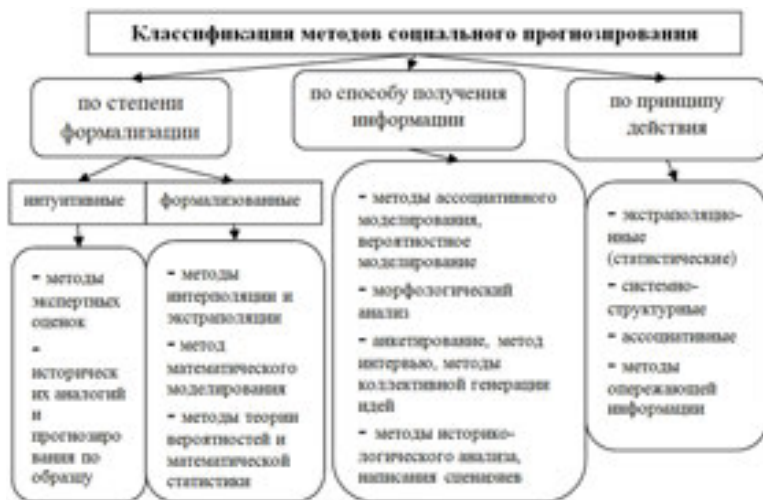 Классификация методов социального прогнозирования
по степени
формализации
по способу получения
информации
по принципу
действия
интуитивные
формализованные
- методы
экспертных
оценок
-
историческ
их аналогий
и
прогнозиро
вания по
образцу
- методы
интерполяции и
экстраполяции
- метод
математического
моделирования
- методы теории
вероятностей и
математической
статистики
- методы ассоциативного
моделирования,
вероятностное
моделирование
- морфологический
анализ
- анкетирование, метод
интервью, методы
коллективной генерации
идей
- методы историко-
логического анализа,
написания сценариев
- экстраполяцио-
нные
(статистические)
- системно-
структурные
- ассоциативные
- методы
опережающей
информации